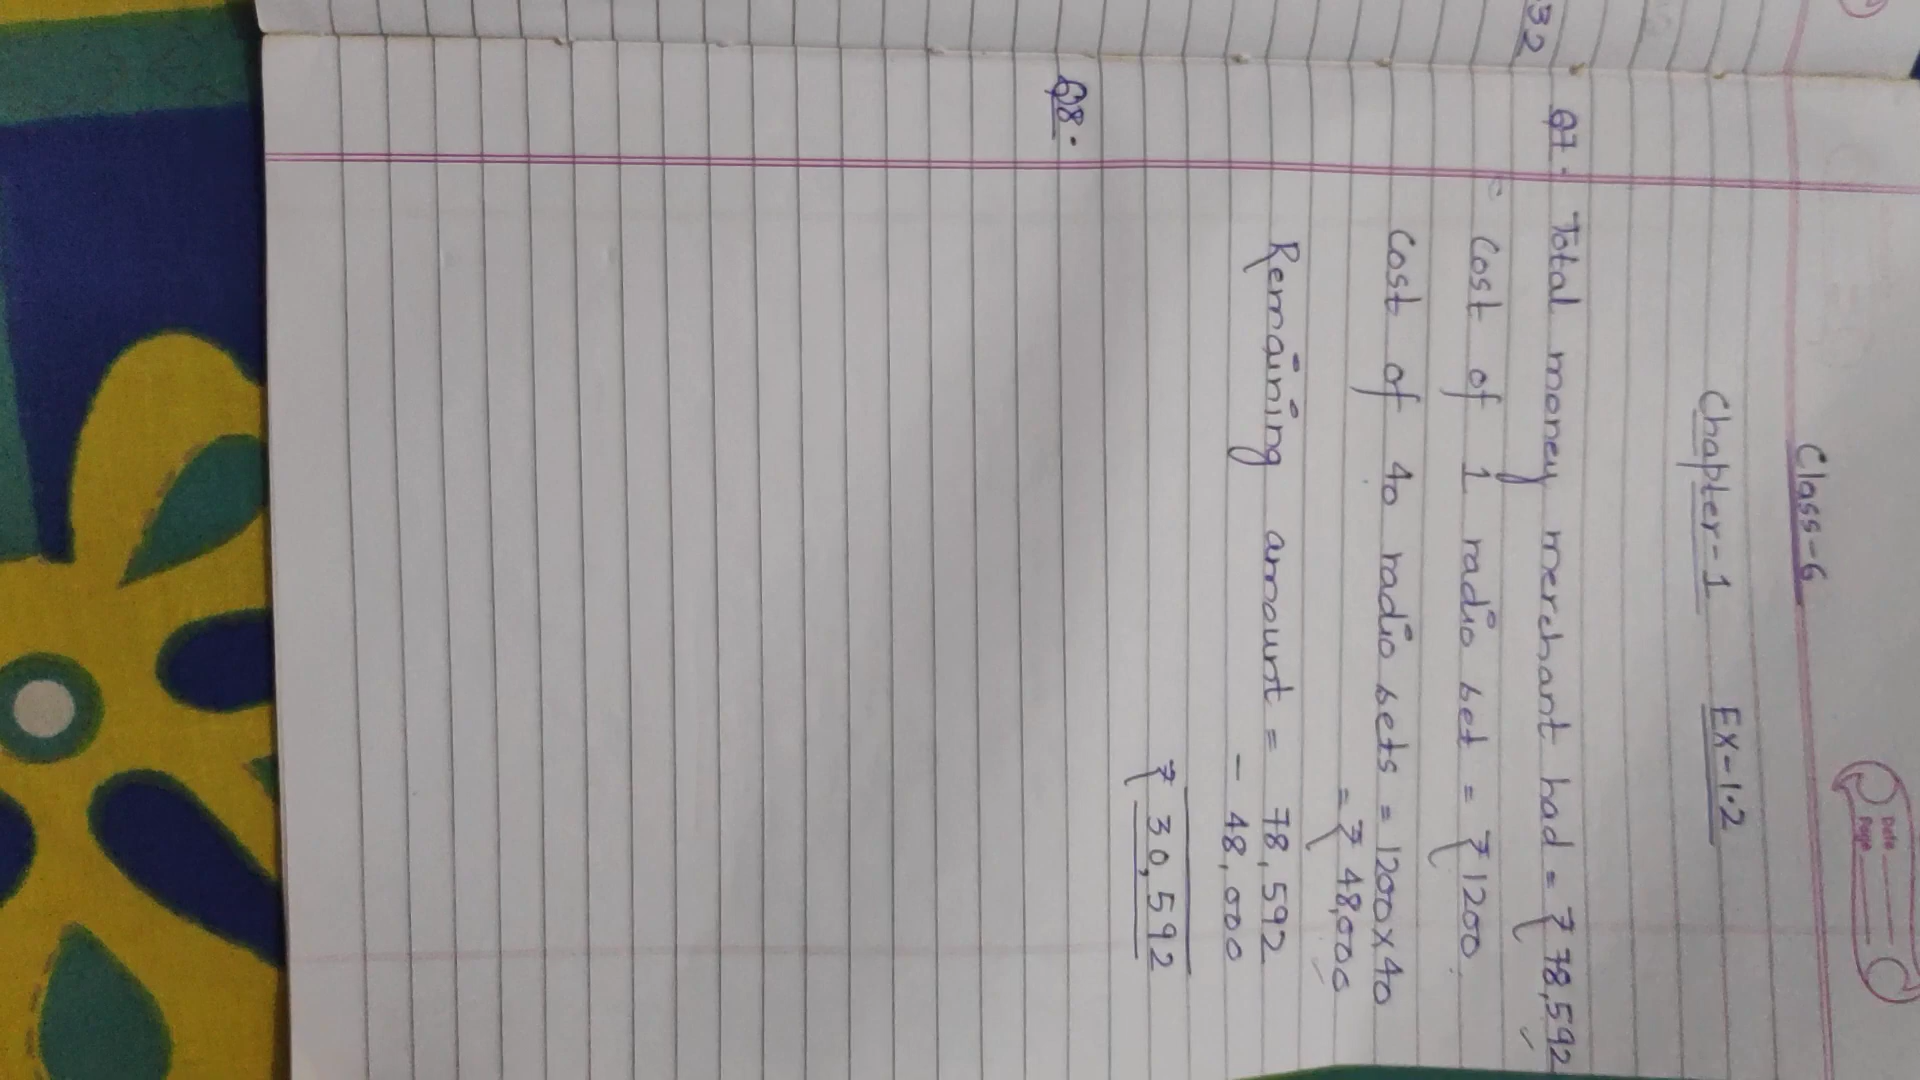 32
Date
Page
Class-6
Chapter-1 EX-1.2
Q7. Total money merchant had = ₹ 78,592
Cost of 1 radio set = ₹ 1200.
Cost of 40 radio sets = 1200x40
= ₹ 48,000
Remaining amount = 78,592
- 48,000
₹ 30,592
Q8.